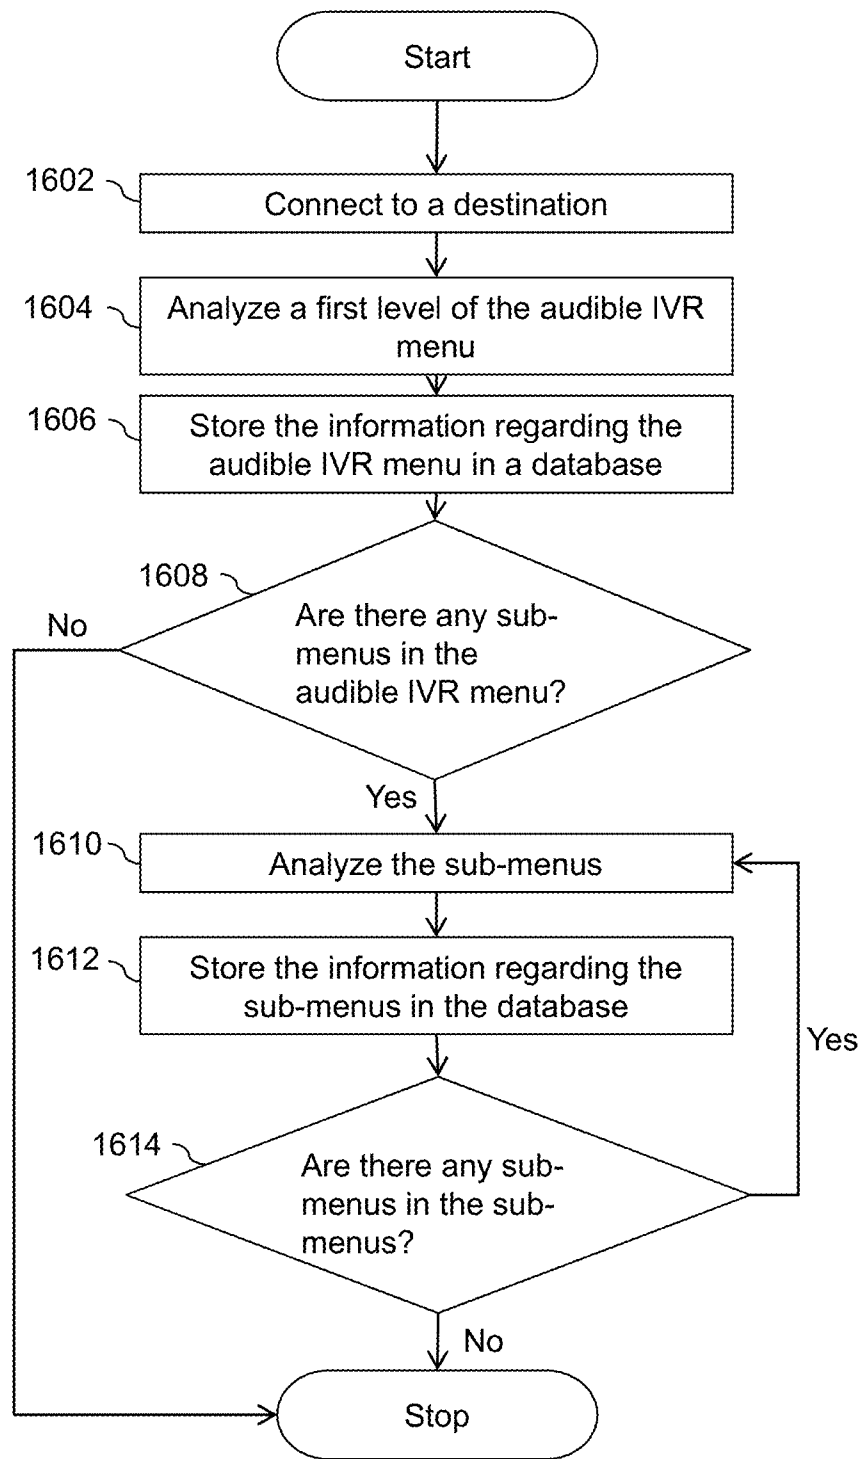 Start
1602
Connect to a destination
1604
Analyze a first level of the audible IVR
menu
1606
Store the information regarding the
audible IVR menu in a database
1608
No
Are there any sub-
menus in the
audible IVR menu?
Yes
1610
Analyze the sub-menus
1612
Store the information regarding the
sub-menus in the database
Yes
1614
Are there any sub-
menus in the sub-
menus?
No
Stop